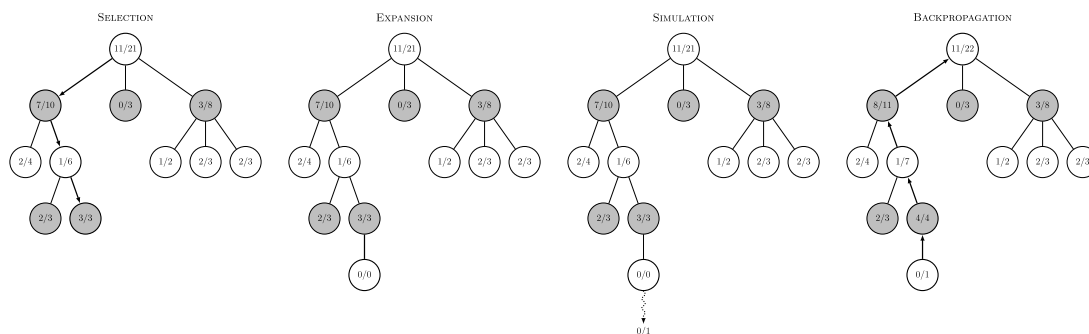 SELECTION
11/21
7/10 0/3 3/8
2/4 1/6 1/2 2/3 2/3
2/3 3/3
EXPANSION
11/21
7/10 0/3 3/8
2/4 1/6 1/2 2/3 2/3
2/3 3/3
0/0
SIMULATION
11/21
7/10 0/3 3/8
2/4 1/6 1/2 2/3 2/3
2/3 3/3
0/0
0/1
BACKPROPAGATION
11/22
8/11 0/3 3/8
2/4 1/7 1/2 2/3 2/3
2/3 4/4
0/1